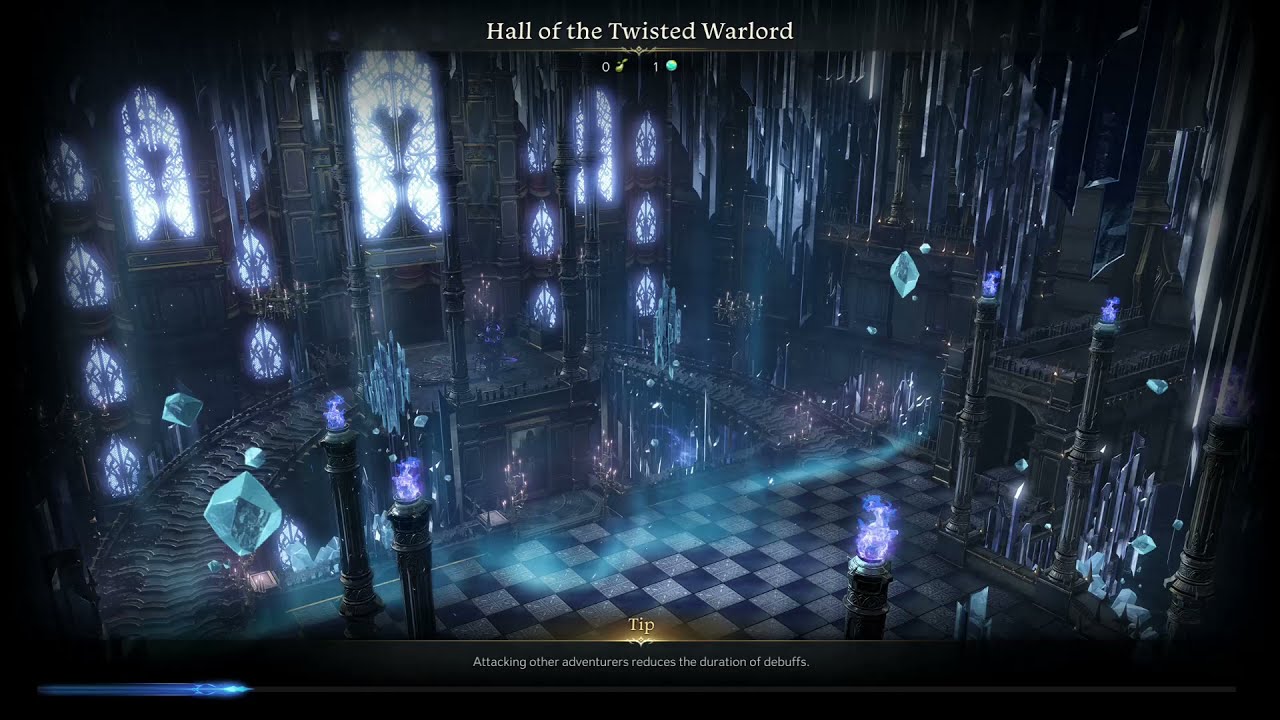 Hall of the Twisted Warlord
0 1
Tip
Attacking other adventurers reduces the duration of debuffs.